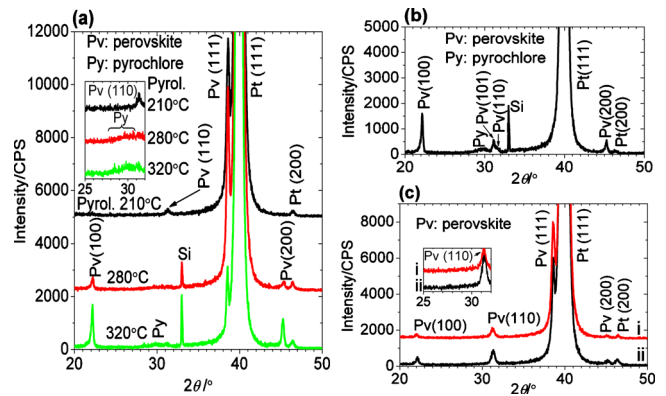 (a)
12000
10000
8000
6000
4000
2000
0
Intensity/CPS
Pv: perovskite
Py: pyrochlore
Pv (110)
Pyrol.
210°C
Py
280°C
320°C
25 30
Pv (110)
Pv (111)
Pt (111)
Pt (200)
Pyrol. 210°C
Pv(100)
280°C
Si
Pv(200)
320°C
Py
20 30 40 50
2θ/°
(b)
5000
4000
3000
2000
1000
0
Intensity/CPS
Pv: perovskite
Py: pyrochlore
Pv(100)
Py
Pv(101)
Pv(110)
Si
Pt(111)
Pv(200)
Pt(200)
20 30 40 50
2θ/°
(c)
8000
6000
4000
2000
0
Intensity/CPS
Pv: perovskite
Pv (110)
i
ii
25 30
Pv (111)
Pt (111)
Pv(100)
Pv(110)
Pv (200)
Pt (200)
i
ii
20 30 40 50
2θ/°